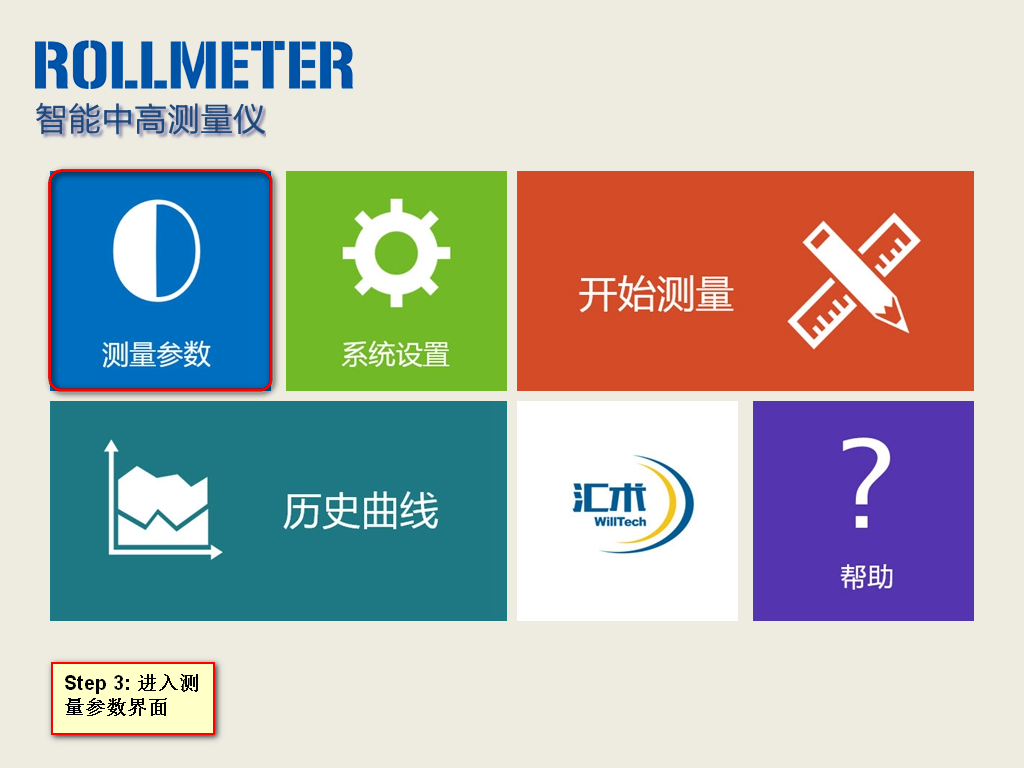 ROLLMETER
智能中高测量仪
测量参数
系统设置
开始测量
历史曲线
汇术
WillTech
?
帮助
Step 3: 进入测
量参数界面